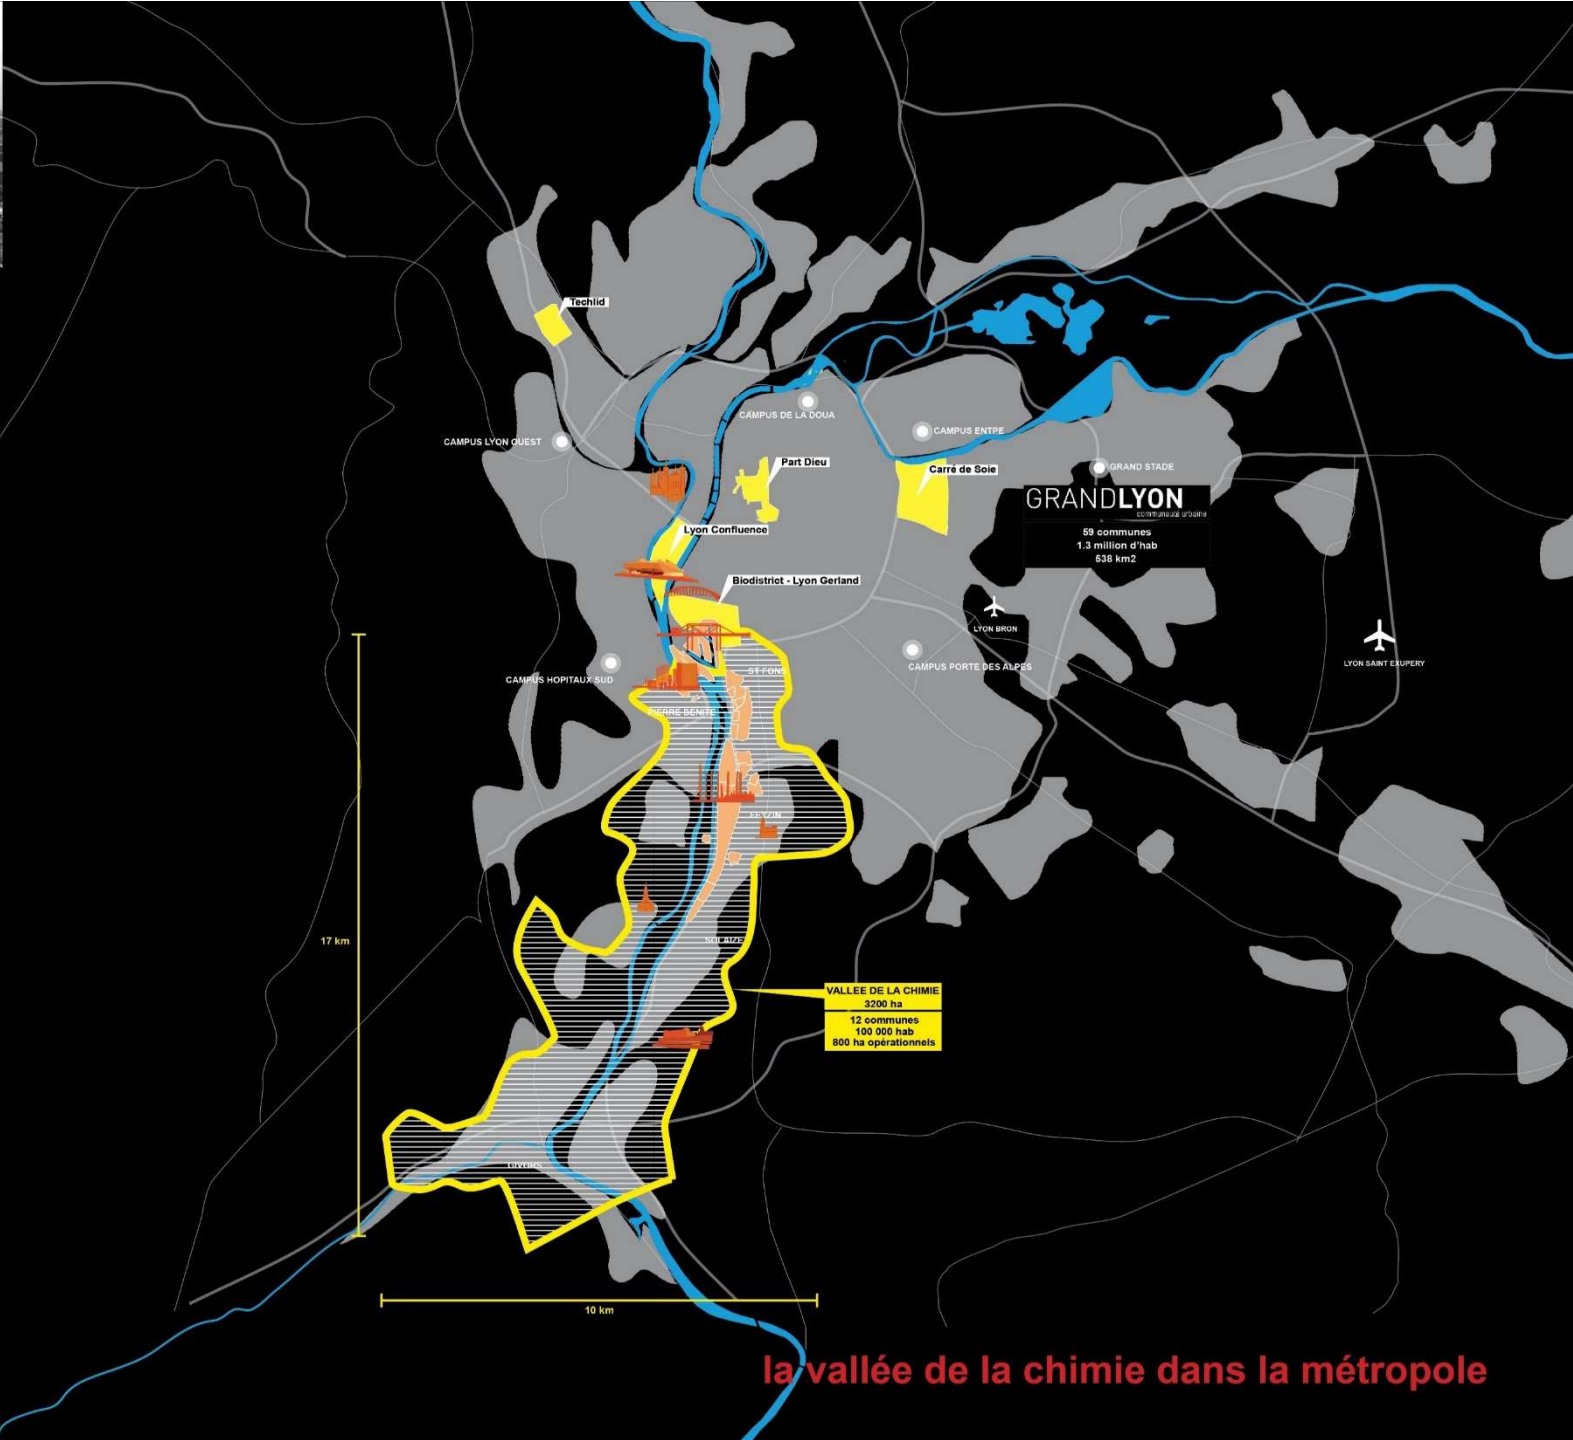 Techlid
CAMPUS DE LA DOUA
CAMPUS LYON OUEST
CAMPUS ENTPE
Part Dieu
Carré de Soie
GRAND STADE
GRANDLYON
communauté urbaine
59 communes
1.3 million d'hab
538 km2
Lyon Confluence
Biodistrict - Lyon Gerland
LYON BRON
LYON SAINT EXUPERY
CAMPUS PORTE DES ALPES
CAMPUS HOPITAUX SUD
ST FONS
PIERRE BENITE
FEYZIN
17 km
SOLAIZE
VALLEE DE LA CHIMIE
3200 ha
12 communes
100 000 hab
800 ha opérationnels
GIVORS
10 km
la vallée de la chimie dans la métropole